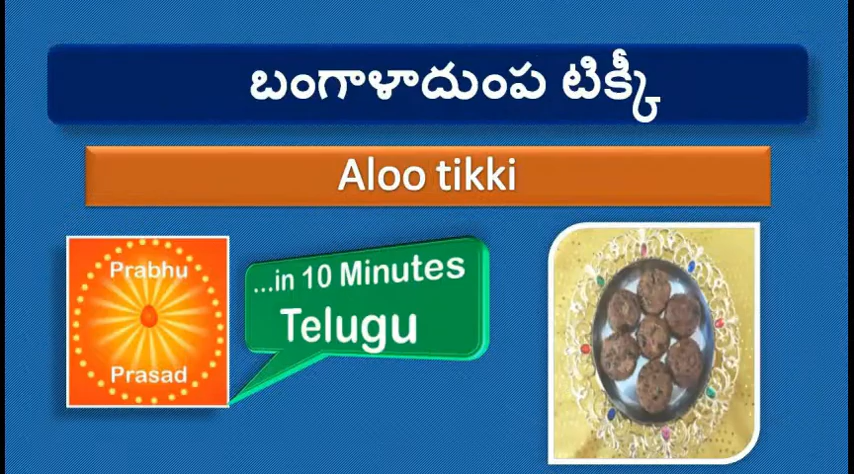 బంగాళాదుంప టిక్కీ
Aloo tikki
Prabhu
Prasad
...in 10 Minutes
Telugu